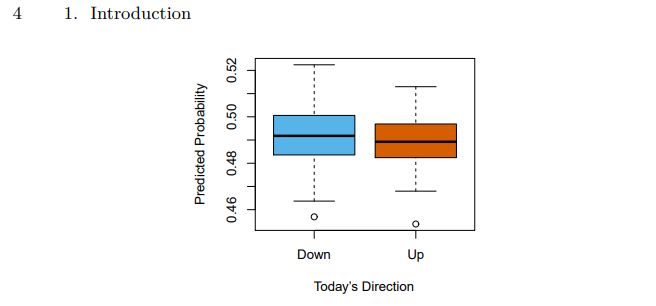 4 1. Introduction
0.52
0.50
0.48
0.46
Predicted Probability
Down Up
Today's Direction